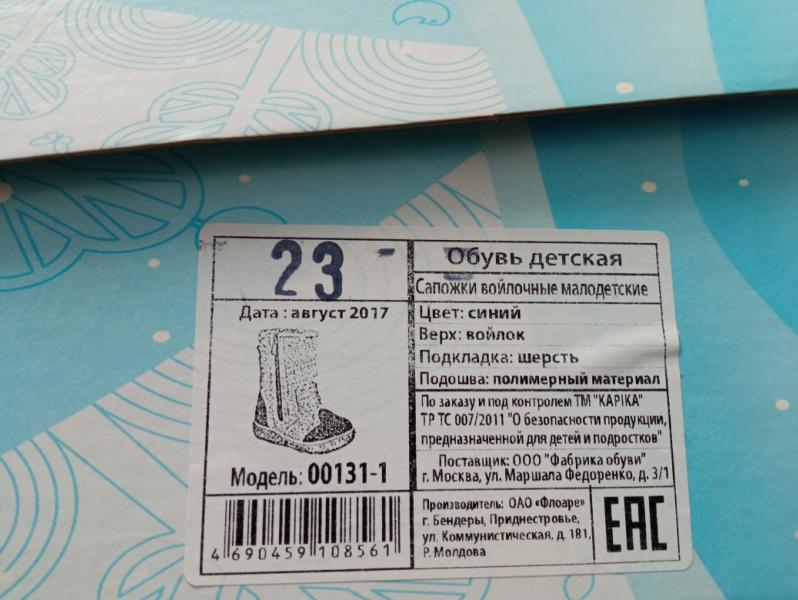 23
Дата : август 2017
Модель: 00131-1
4 690459 108561
Обувь детская
Сапожки войлочные малодетские
Цвет: синий
Верх: войлок
Подкладка: шерсть
Подошва: полимерный материал
По заказу и под контролем ТМ "KAPIKA"
ТР ТС 007/2011 "О безопасности продукции,
предназначенной для детей и подростков"
Поставщик: ООО "Фабрика обуви"
г. Москва, ул. Маршала Федоренко, д. 3/1
Производитель: ОАО «Флоаре»
г. Бендеры, Приднестровье,
ул. Коммунистическая, д. 181,
Р. Молдова
EAC